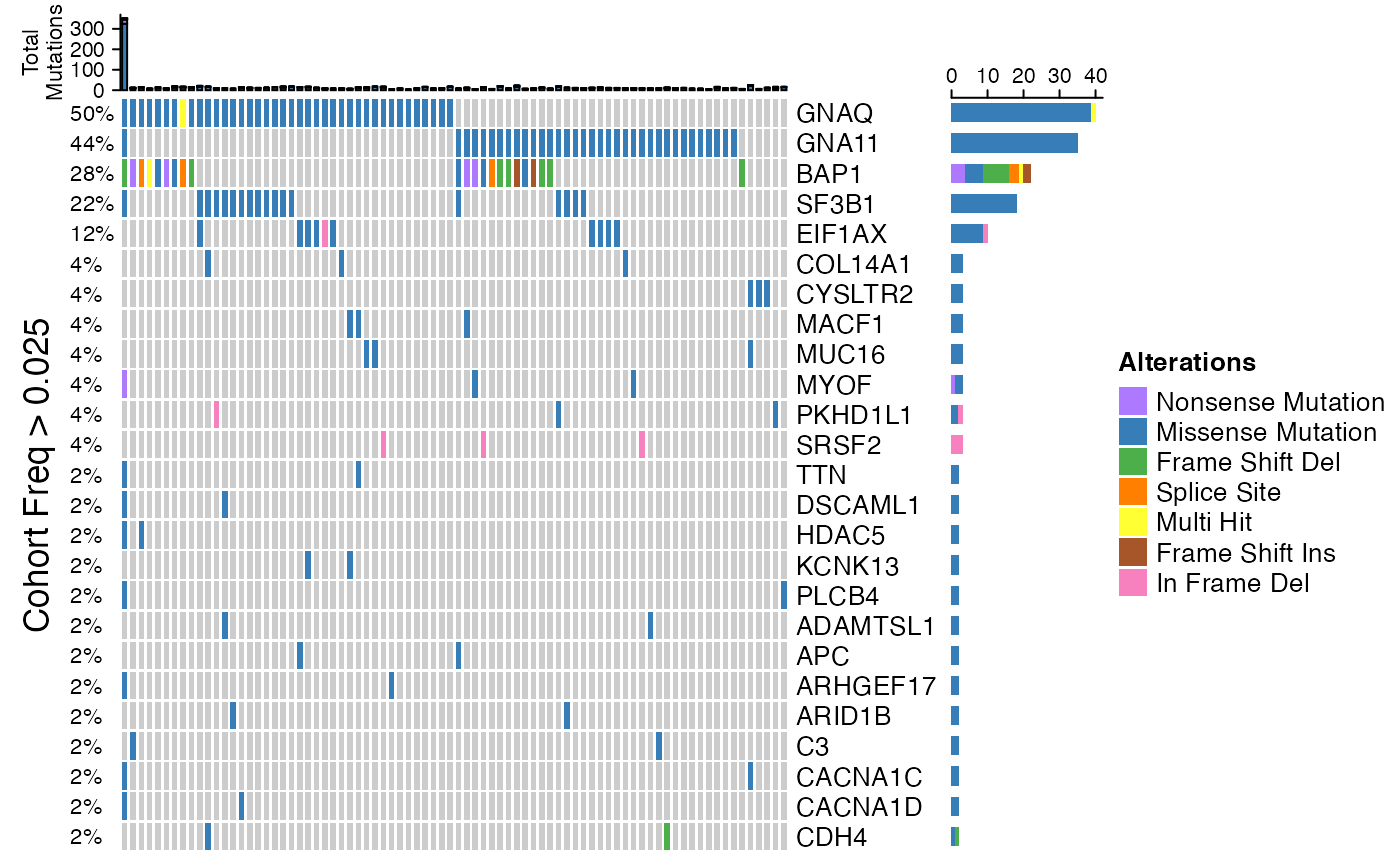 Total
Mutations
300
200
100
0
0 10 20 30 40
50% GNAQ
44% GNA11
28% BAP1
22% SF3B1
12% EIF1AX
4% COL14A1
4% CYSLTR2
4% MACF1
4% MUC16
4% MYOF
4% PKHD1L1
4% SRSF2
2% TTN
2% DSCAML1
2% HDAC5
2% KCNK13
2% PLCB4
2% ADAMTSL1
2% APC
2% ARHGEF17
2% ARID1B
2% C3
2% CACNA1C
2% CACNA1D
2% CDH4
Cohort Freq > 0.025
Alterations
Nonsense Mutation
Missense Mutation
Frame Shift Del
Splice Site
Multi Hit
Frame Shift Ins
In Frame Del